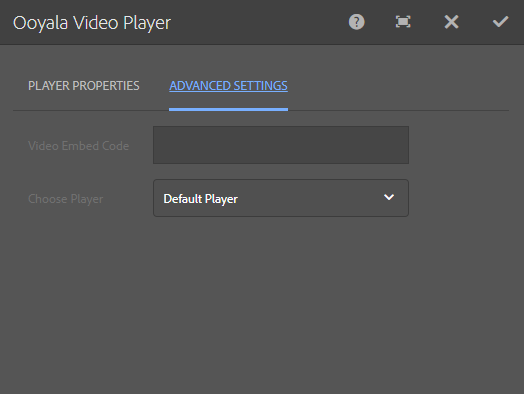 Ooyala Video Player
PLAYER PROPERTIES
ADVANCED SETTINGS
Video Embed Code
Choose Player
Default Player